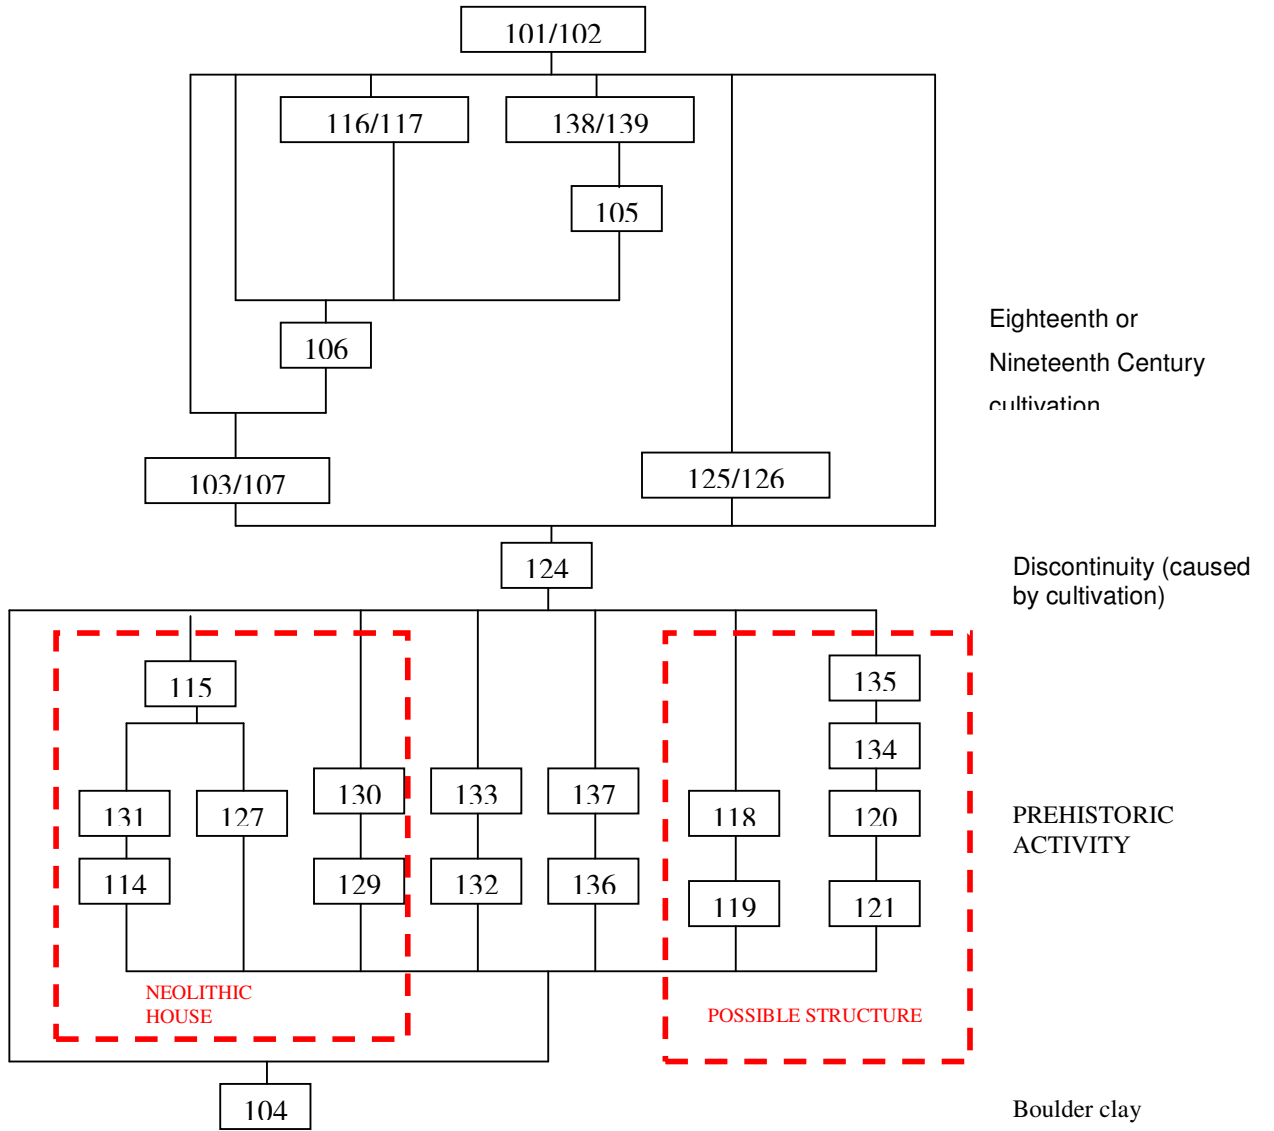 101/102
116/117
138/139
105
Eighteenth or
Nineteenth Century
cultivation
106
103/107
125/126
124
Discontinuity (caused
by cultivation)
115
135
134
130
133
137
131
127
118
120
PREHISTORIC
ACTIVITY
114
129
132
136
119
121
NEOLITHIC
HOUSE
POSSIBLE STRUCTURE
104
Boulder clay